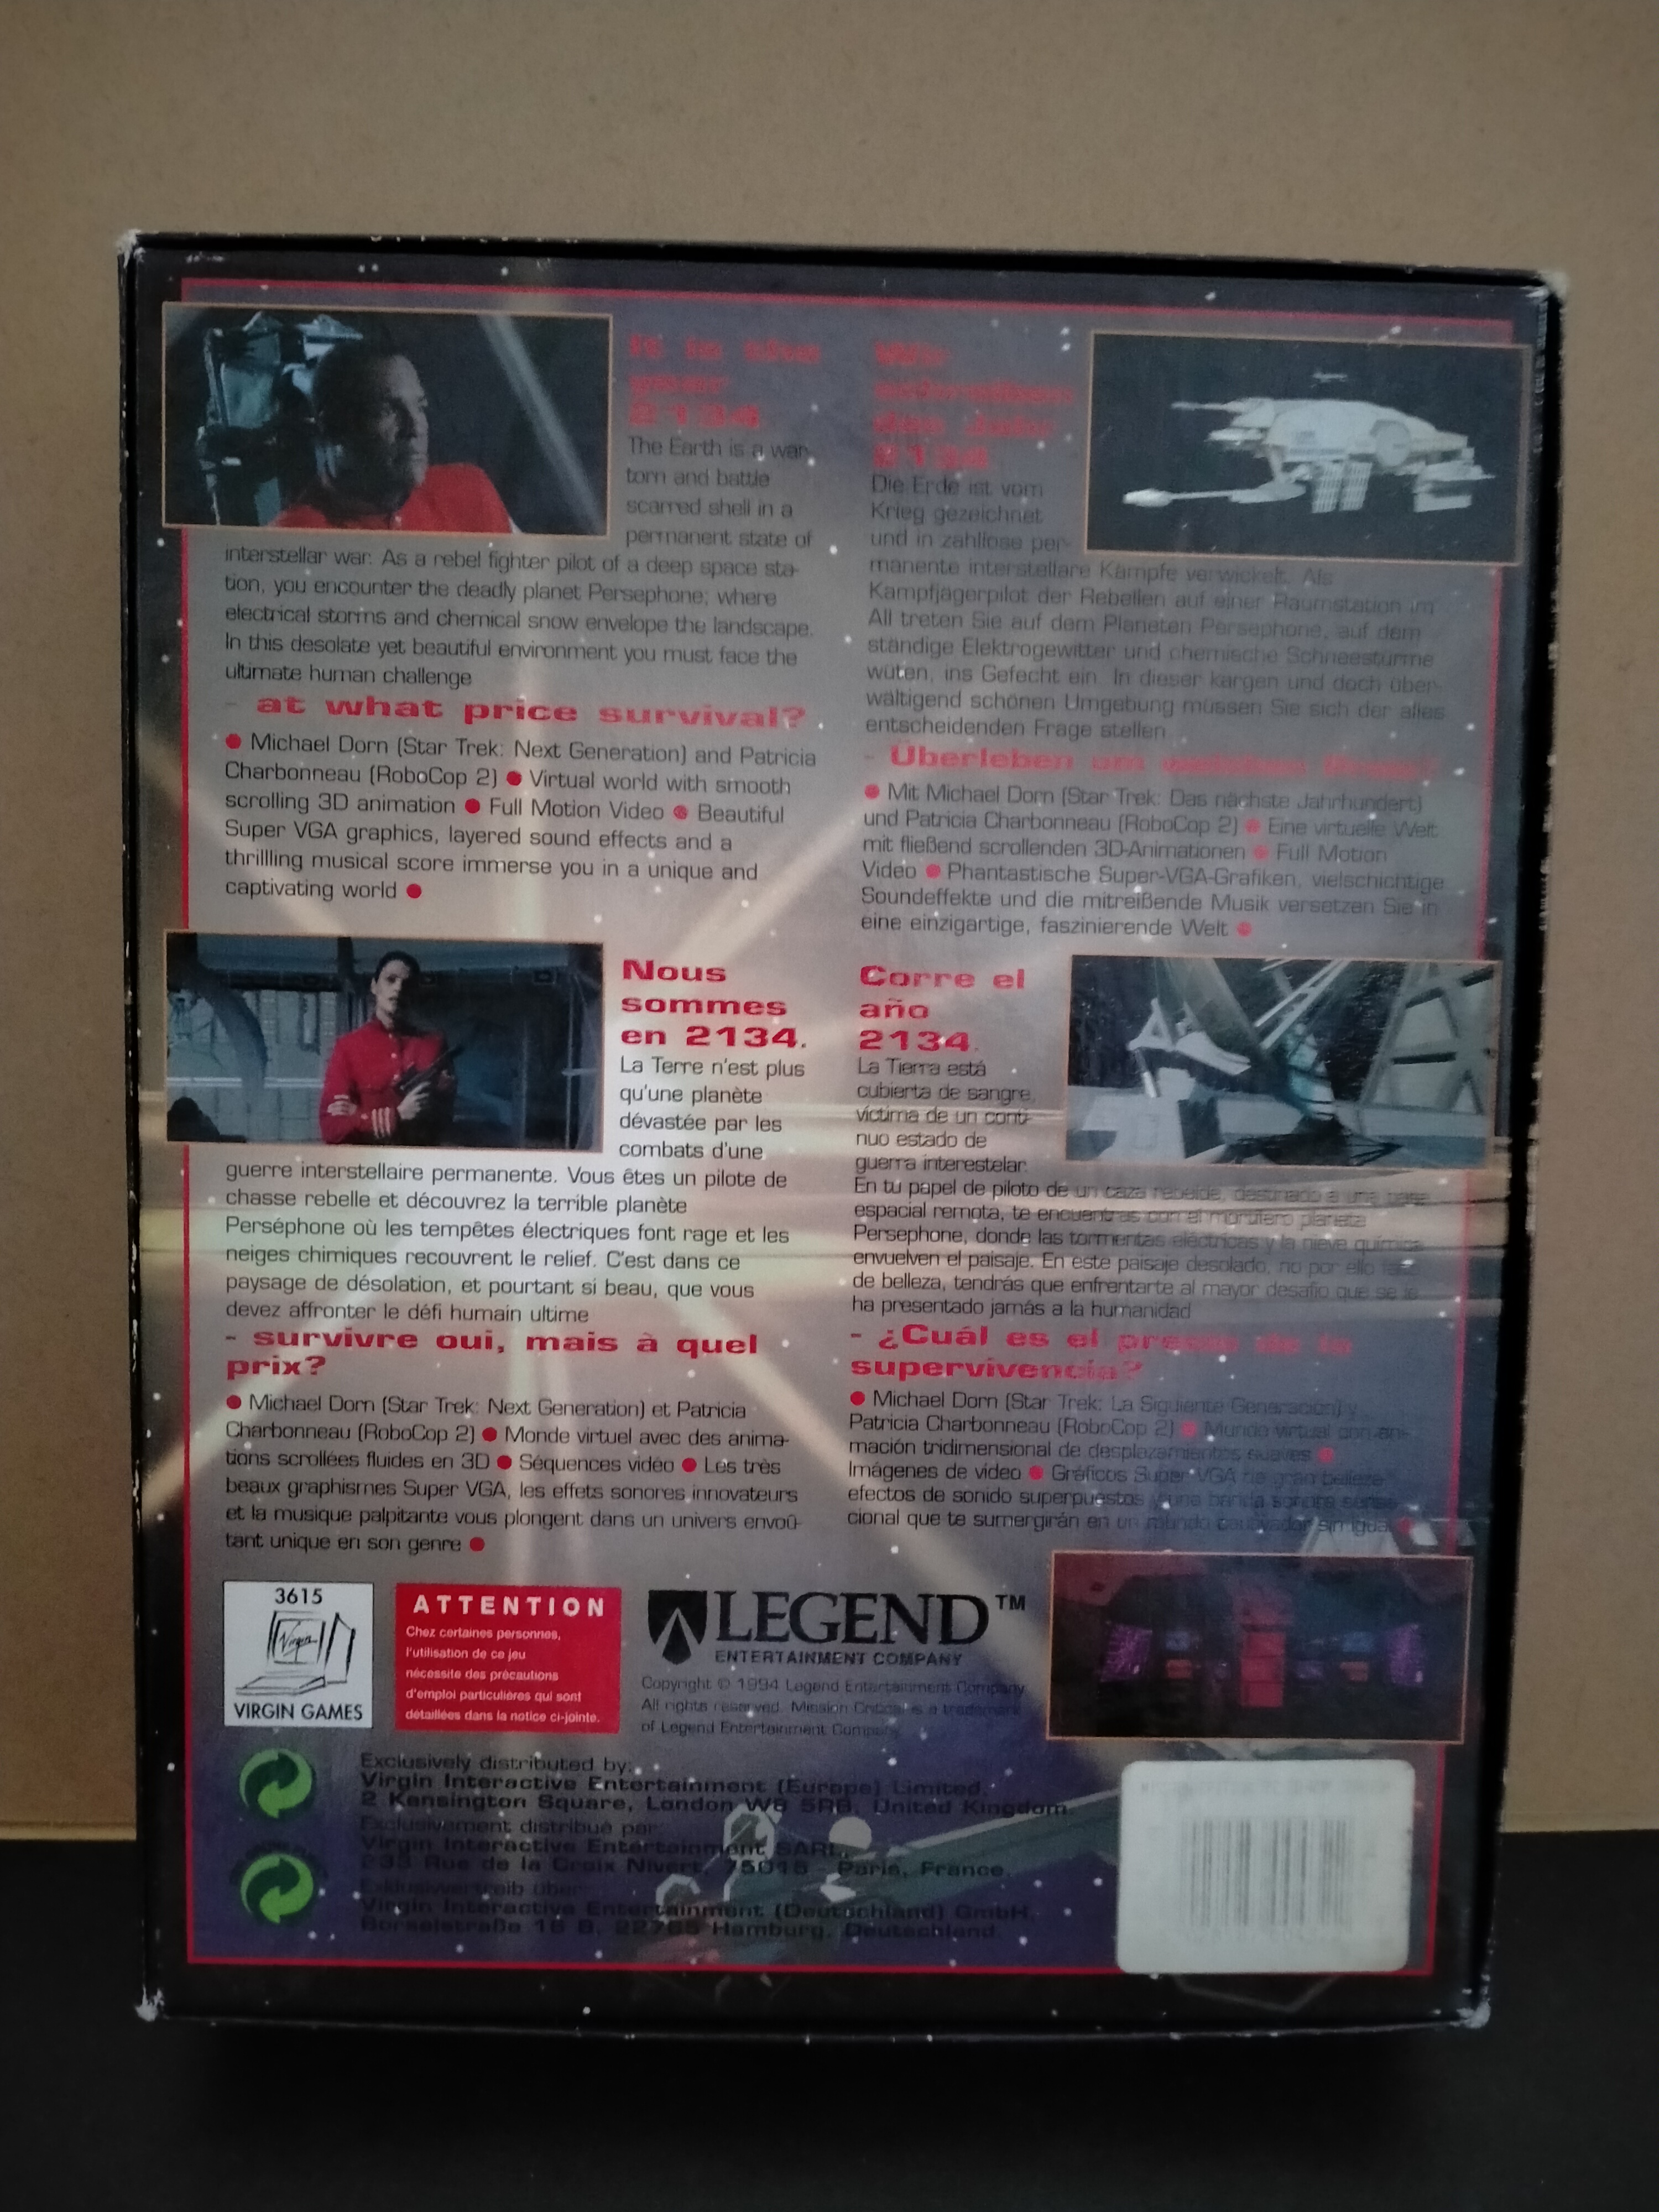 It is the
year
2134
The Earth is a war
torn and battle
scarred shell in a
permanent state of
interstellar war. As a rebel fighter pilot of a deep space sta-
tion, you encounter the deadly planet Persephone; where
electrical storms and chemical snow envelope the landscape.
In this desolate yet beautiful environment you must face the
ultimate human challenge
- at what price survival?
● Michael Dorn (Star Trek: Next Generation) and Patricia
Charbonneau (RoboCop 2) ● Virtual world with smooth
scrolling 3D animation ● Full Motion Video ● Beautiful
Super VGA graphics, layered sound effects and a
thrillling musical score immerse you in a unique and
captivating world ●
Wir
schreiben
das Jahr
2134
Die Erde ist vom
Krieg gezeichnet
und in zahllose per-
manente interstellare Kämpfe verwickelt. Als
Kampfjägerpilot der Rebellen auf einer Raumstation im
All treten Sie auf dem Planeten Persephone, auf dem
ständige Elektrogewitter und chemische Schneestürme
wüten, ins Gefecht ein. In dieser kargen und doch über-
wältigend schönen Umgebung müssen Sie sich der alles
entscheidenden Frage stellen
- Überleben um welchen Preis?
● Mit Michael Dorn (Star Trek: Das nächste Jahrhundert)
und Patricia Charbonneau (RoboCop 2) ● Eine virtuelle Welt
mit fließend scrollenden 3D-Animationen ● Full Motion
Video ● Phantastische Super-VGA-Grafiken, vielschichtige
Soundeffekte und die mitreißende Musik versetzen Sie in
eine einzigartige, faszinierende Welt ●
Nous
sommes
en 2134.
La Terre n'est plus
qu'une planète
dévastée par les
combats d'une
guerre interstellaire permanente. Vous êtes un pilote de
chasse rebelle et découvrez la terrible planète
Perséphone où les tempêtes électriques font rage et les
neiges chimiques recouvrent le relief. C'est dans ce
paysage de désolation, et pourtant si beau, que vous
devez affronter le défi humain ultime
- survivre oui, mais à quel
prix?
● Michael Dorn (Star Trek: Next Generation) et Patricia
Charbonneau (RoboCop 2) ● Monde virtuel avec des anima-
tions scrollées fluides en 3D ● Séquences vidéo ● Les très
beaux graphismes Super VGA, les effets sonores innovateurs
et la musique palpitante vous plongent dans un univers envoû-
tant unique en son genre ●
Corre el
año
2134.
La Tierra está
cubierta de sangre,
víctima de un contí-
nuo estado de
guerra interestelar.
En tu papel de piloto de un caza rebelde, destinado a una base
espacial remota, te encuentras con el mortífero planeta
Persephone, donde las tormentas eléctricas y la nieve química
envuelven el paisaje. En este paisaje desolado, no por ello falto
de belleza, tendrás que enfrentarte al mayor desafío que se le
ha presentado jamás a la humanidad
- ¿Cuál es el precio de la
supervivencia?
● Michael Dorn (Star Trek: La Siguiente Generación) y
Patricia Charbonneau (RoboCop 2) ● Mundo virtual con ani-
mación tridimensional de desplazamientos suaves ●
Imágenes de vídeo ● Gráficos Super VGA de gran belleza
efectos de sonido superpuestos y una banda sonora sensa-
cional que te sumergirán en un mundo cautivador sin igual ●
3615
Virgin
VIRGIN GAMES
ATTENTION
Chez certaines personnes,
l'utilisation de ce jeu
nécessite des précautions
d'emploi particulières qui sont
détaillées dans la notice ci-jointe.
LEGEND™
ENTERTAINMENT COMPANY
Copyright © 1994 Legend Entertainment Company
All rights reserved. Mission Critical is a trademark
of Legend Entertainment Company.
Exclusively distributed by:
Virgin Interactive Entertainment (Europe) Limited.
2 Kensington Square, London W8 5RB, United Kingdom.
Exclusivement distribué par:
Virgin Interactive Entertainment SARL,
233 Rue de la Croix Nivert, 75015 - Paris, France.
Exklusivvertrieb über:
Virgin Interactive Entertainment (Deutschland) GmbH.
Borselstraße 16 B, 22765 Hamburg, Deutschland.